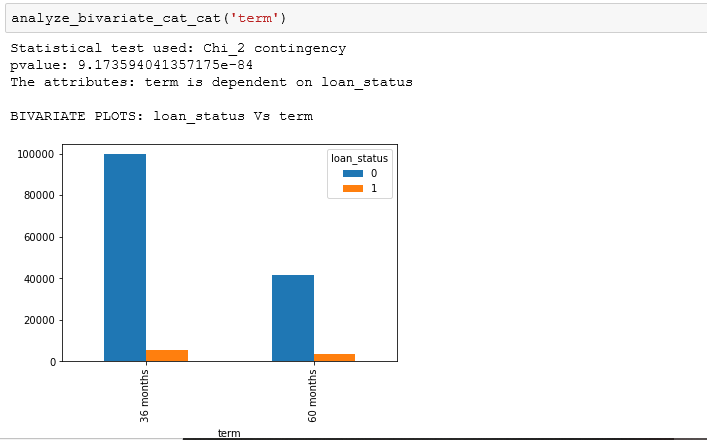 analyze_bivariate_cat_cat('term')
Statistical test used: Chi_2 contingency
pvalue: 9.173594041357175e-84
The attributes: term is dependent on loan_status
BIVARIATE PLOTS: loan_status Vs term
loan_status
0
1
100000
80000
60000
40000
20000
0
36 months
60 months
term